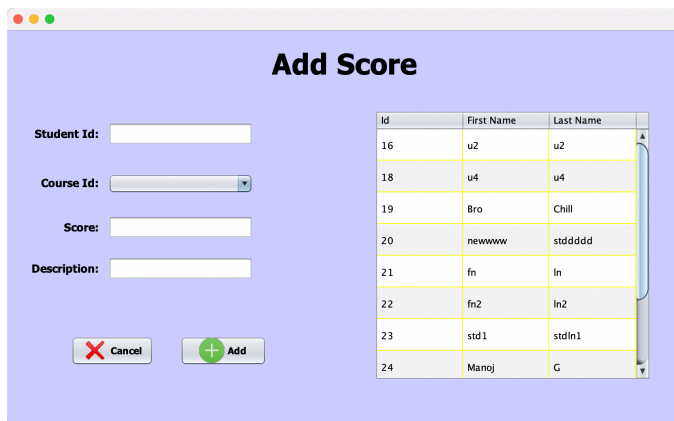 Add Score
Student Id:
Course Id:
Score:
Description:
Cancel Add
Id First Name Last Name
16 u2 u2
18 u4 u4
19 Bro Chill
20 newwww stddddd
21 fn ln
22 fn2 ln2
23 std1 stdln1
24 Manoj G